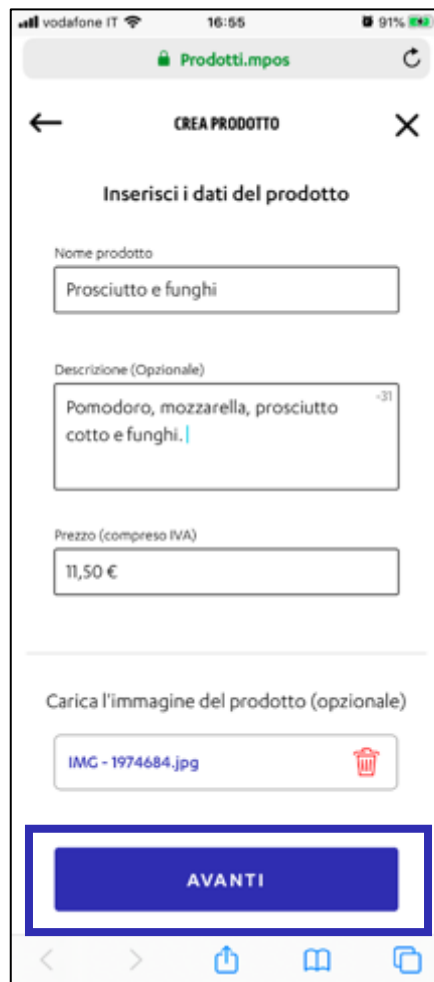 vodafone IT 16:55 91%
Prodotti.mpos
CREA PRODOTTO
Inserisci i dati del prodotto
Nome prodotto
Prosciutto e funghi
Descrizione (Opzionale)
-31
Pomodoro, mozzarella, prosciutto
cotto e funghi.
Prezzo (compreso IVA)
11,50 €
Carica l'immagine del prodotto (opzionale)
IMG - 1974684.jpg
AVANTI